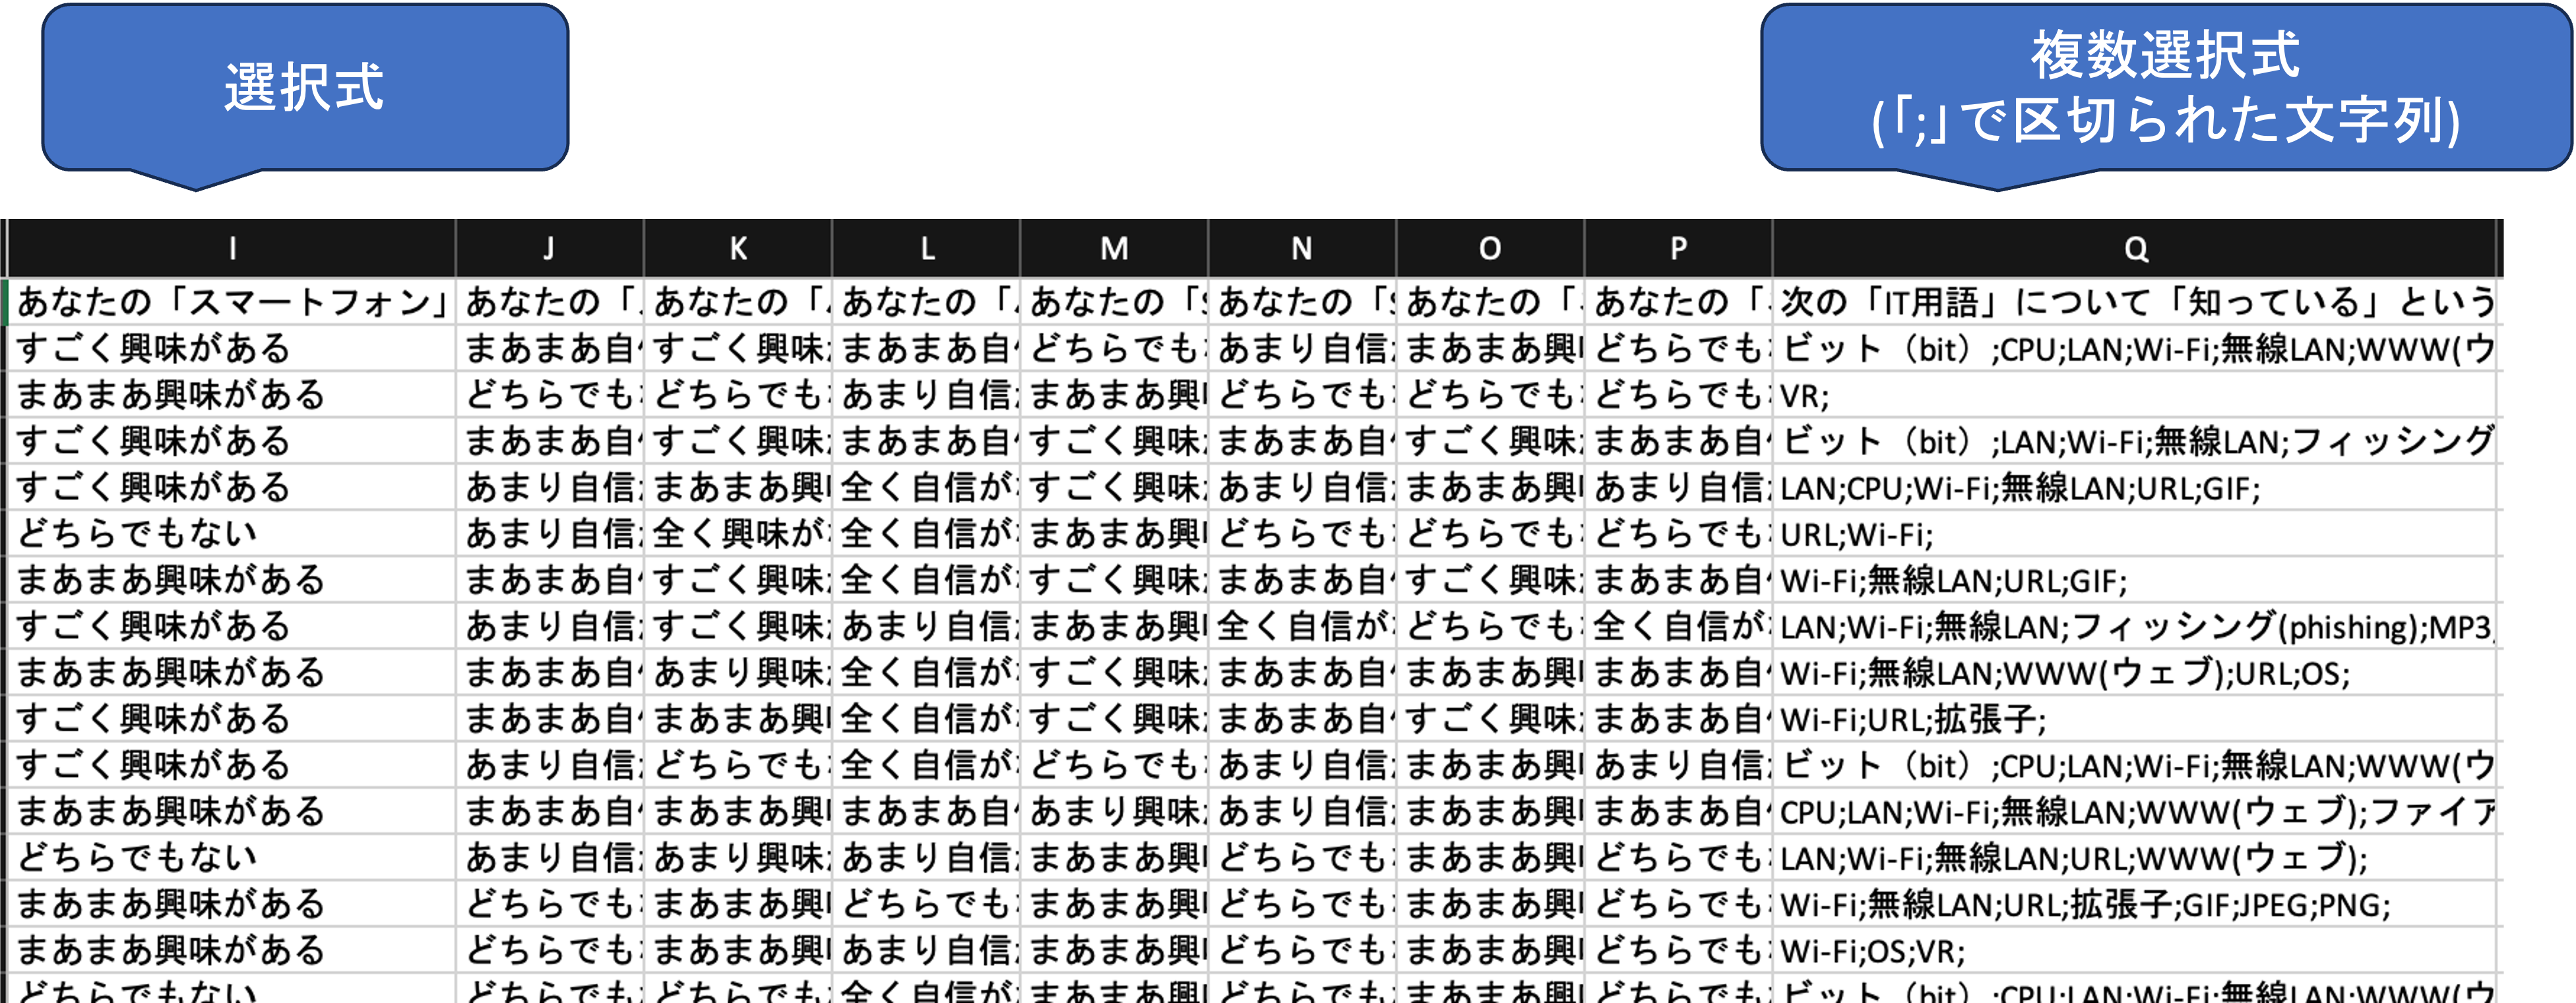 選択式
複数選択式
(「;」で区切られた文字列)
I J K L M N O P Q
あなたの「スマートフォン」 あなたの「 あなたの「 あなたの「 あなたの「S あなたの「S あなたの「 あなたの「 次の「IT用語」について「知っている」という
すごく興味がある まあまあ自 すごく興味 まあまあ自 どちらでも あまり自信 まあまあ興 どちらでも ビット（bit）;CPU;LAN;Wi-Fi;無線LAN;WWW(ウ
まあまあ興味がある どちらでも どちらでも あまり自信 まあまあ興 どちらでも どちらでも どちらでも VR;
すごく興味がある まあまあ自 すごく興味 まあまあ自 すごく興味 まあまあ自 すごく興味 まあまあ自 ビット（bit）;LAN;Wi-Fi;無線LAN;フィッシング
すごく興味がある あまり自信 まあまあ興 全く自信が すごく興味 あまり自信 まあまあ興 あまり自信 LAN;CPU;Wi-Fi;無線LAN;URL;GIF;
どちらでもない あまり自信 全く興味が 全く自信が まあまあ興 どちらでも どちらでも どちらでも URL;Wi-Fi;
まあまあ興味がある まあまあ自 すごく興味 全く自信が すごく興味 まあまあ自 すごく興味 まあまあ自 Wi-Fi;無線LAN;URL;GIF;
すごく興味がある あまり自信 すごく興味 あまり自信 まあまあ興 全く自信が どちらでも 全く自信が LAN;Wi-Fi;無線LAN;フィッシング(phishing);MP3
まあまあ興味がある まあまあ自 あまり興味 全く自信が すごく興味 まあまあ自 まあまあ興 まあまあ自 Wi-Fi;無線LAN;WWW(ウェブ);URL;OS;
すごく興味がある まあまあ自 まあまあ興 全く自信が すごく興味 まあまあ自 すごく興味 まあまあ自 Wi-Fi;URL;拡張子;
すごく興味がある あまり自信 どちらでも 全く自信が どちらでも あまり自信 まあまあ興 あまり自信 ビット（bit）;CPU;LAN;Wi-Fi;無線LAN;WWW(ウ
まあまあ興味がある まあまあ自 まあまあ興 まあまあ自 あまり興味 あまり自信 まあまあ興 まあまあ自 CPU;LAN;Wi-Fi;無線LAN;WWW(ウェブ);ファイア
どちらでもない あまり自信 あまり興味 あまり自信 まあまあ興 どちらでも まあまあ興 どちらでも LAN;Wi-Fi;無線LAN;URL;WWW(ウェブ);
まあまあ興味がある どちらでも まあまあ興 どちらでも まあまあ興 どちらでも まあまあ興 どちらでも Wi-Fi;無線LAN;URL;拡張子;GIF;JPEG;PNG;
まあまあ興味がある どちらでも まあまあ興 あまり自信 まあまあ興 どちらでも まあまあ興 どちらでも Wi-Fi;OS;VR;
どちらでもない どちらでも どちらでも 全く自信が まあまあ興 どちらでも まあまあ興 どちらでも ビット（bit）;CPU;LAN;Wi-Fi;無線LAN;WWW(ウ